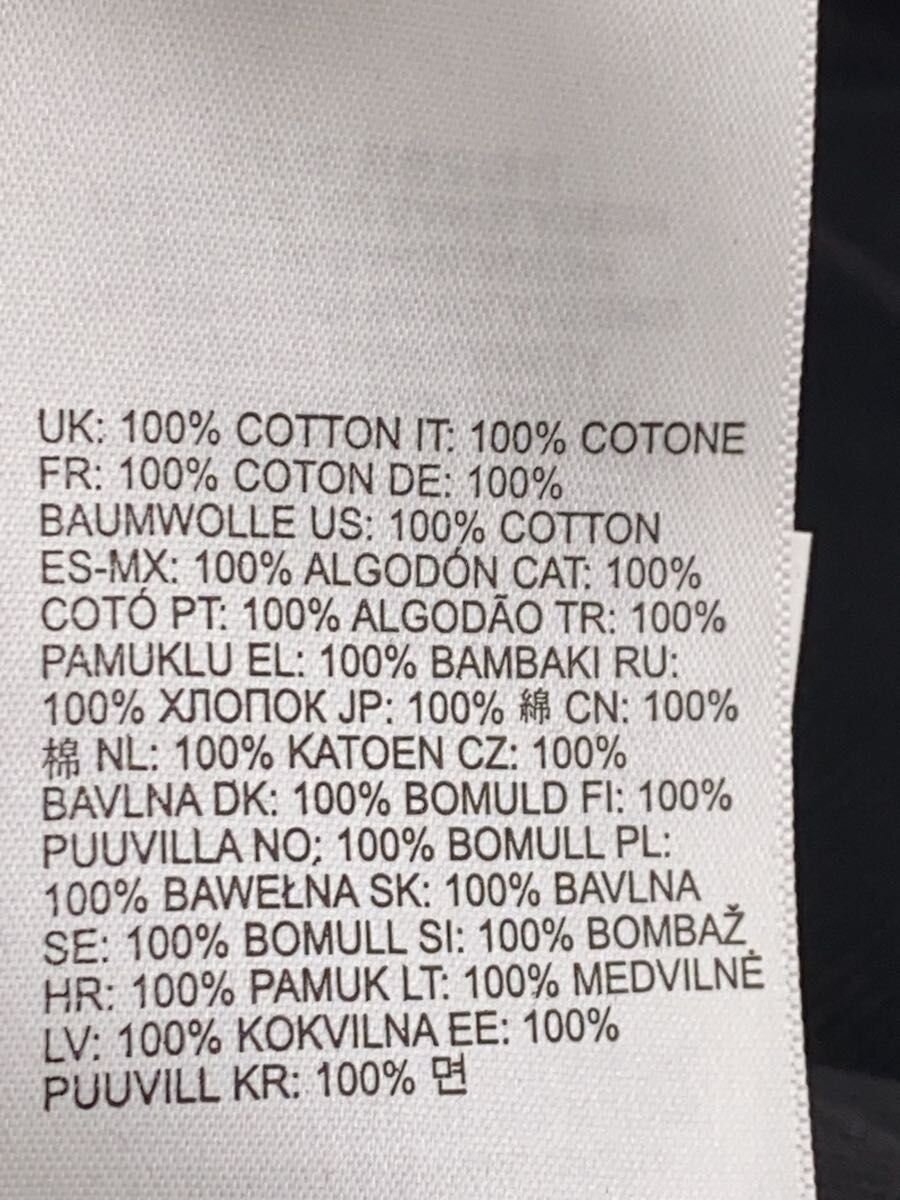 UK: 100% COTTON IT: 100% COTONE
FR: 100% COTON DE: 100%
BAUMWOLLE US: 100% COTTON
ES-MX: 100% ALGODÓN CAT: 100%
COTÓ PT: 100% ALGODÃO TR: 100%
PAMUKLU EL: 100% BAMBAKI RU:
100% ХЛОПОК JP: 100% 綿 CN: 100%
棉 NL: 100% KATOEN CZ: 100%
BAVLNA DK: 100% BOMULD FI: 100%
PUUVILLA NO: 100% BOMULL PL:
100% BAWEŁNA SK: 100% BAVLNA
SE: 100% BOMULL SI: 100% BOMBAŽ
HR: 100% PAMUK LT: 100% MEDVILNĖ
LV: 100% KOKVILNA EE: 100%
PUUVILL KR: 100% 면